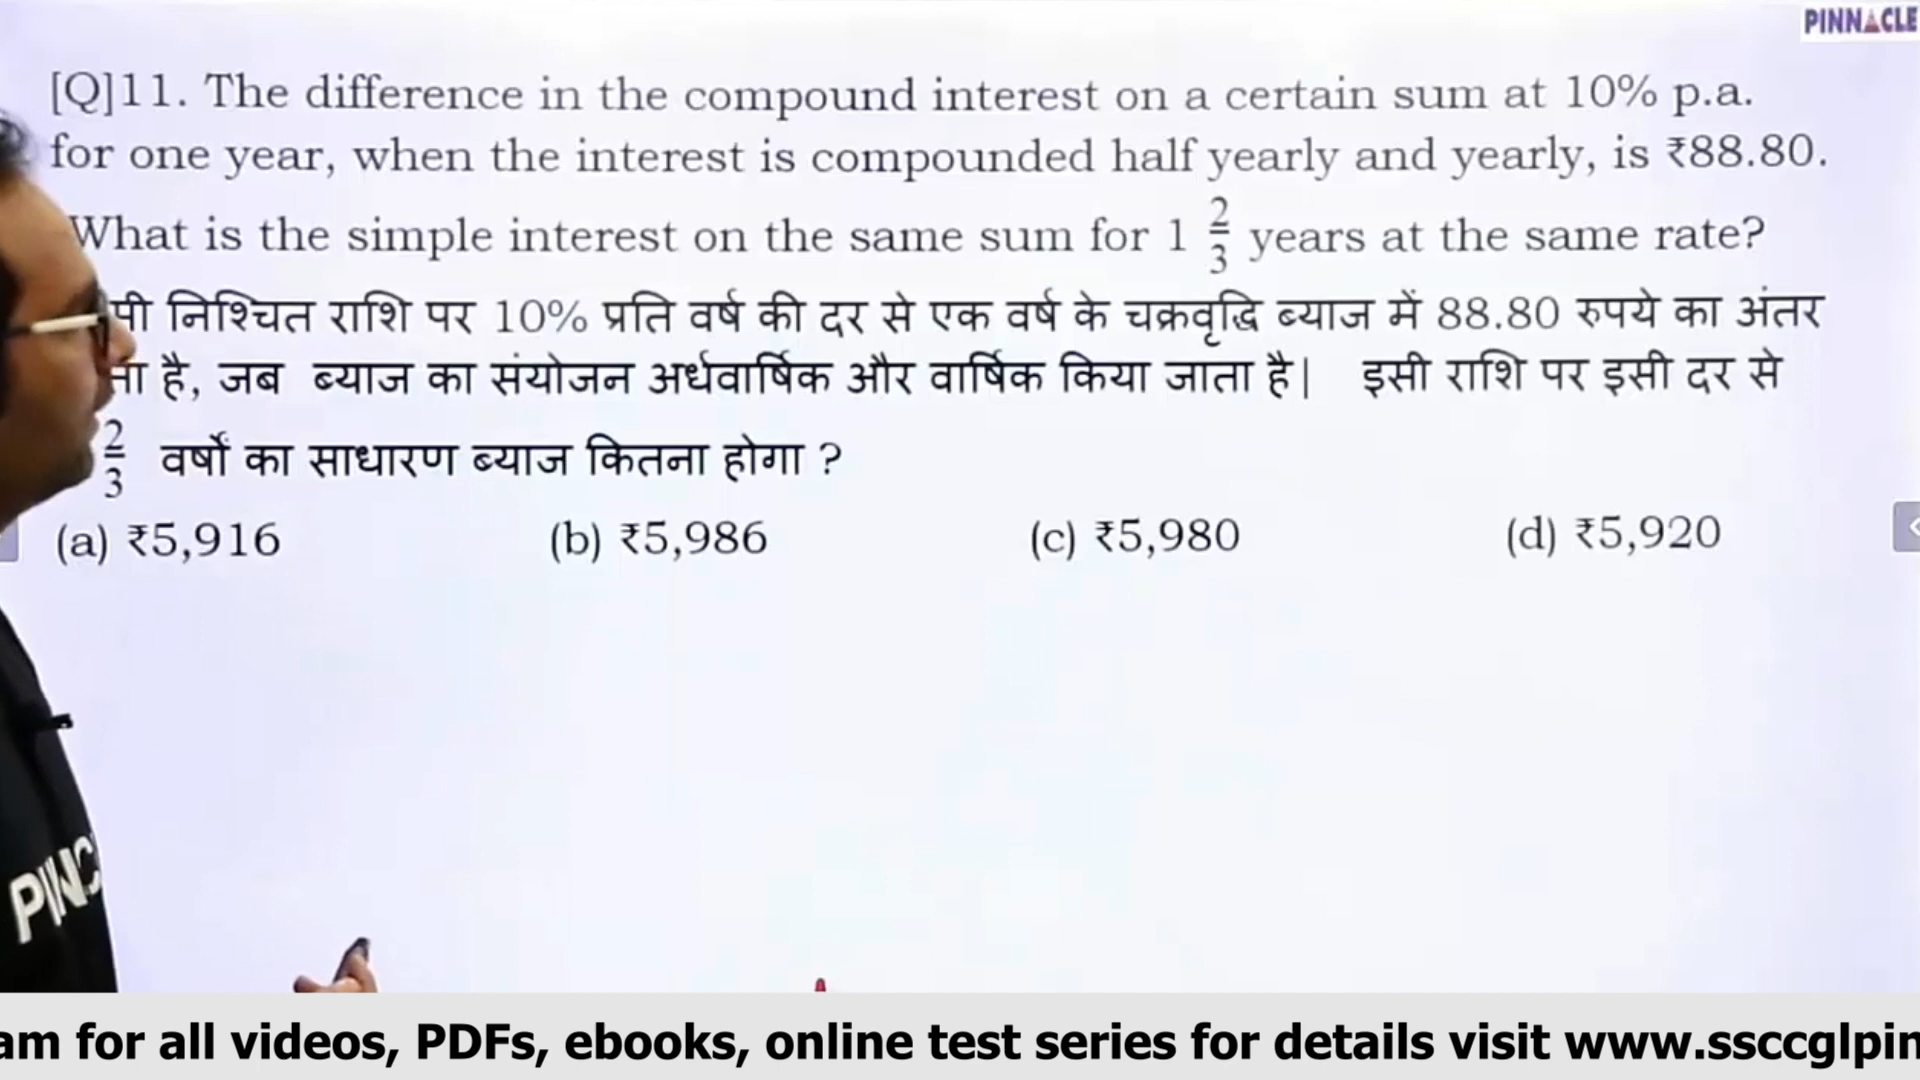 PINNACLE
[Q]11. The difference in the compound interest on a certain sum at 10% p.a.
for one year, when the interest is compounded half yearly and yearly, is ₹88.80.
What is the simple interest on the same sum for 1 2/3 years at the same rate?
निश्चित राशि पर 10% प्रति वर्ष की दर से एक वर्ष के चक्रवृद्धि ब्याज में 88.80 रुपये का अंतर
है, जब ब्याज का संयोजन अर्धवार्षिक और वार्षिक किया जाता है| इसी राशि पर इसी दर से
2/3 वर्षों का साधारण ब्याज कितना होगा ?
(a) ₹5,916 (b) ₹5,986 (c) ₹5,980 (d) ₹5,920
PINNC
am for all videos, PDFs, ebooks, online test series for details visit www.ssccglpin